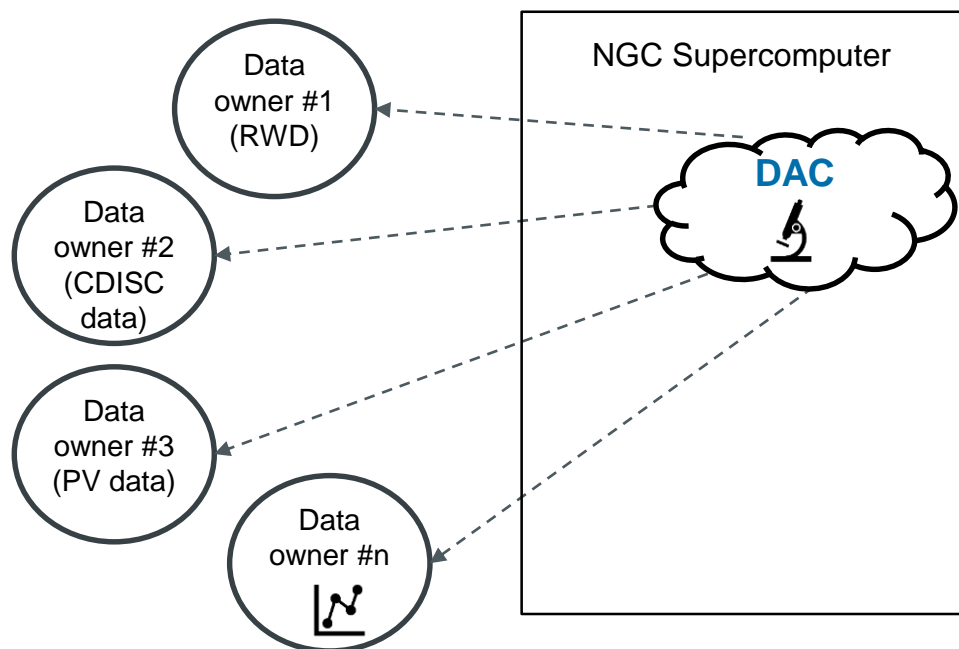 Data
owner #1
(RWD)
NGC Supercomputer
DAC
Data
owner #2
(CDISC
data)
Data
owner #3
(PV data)
Data
owner #n